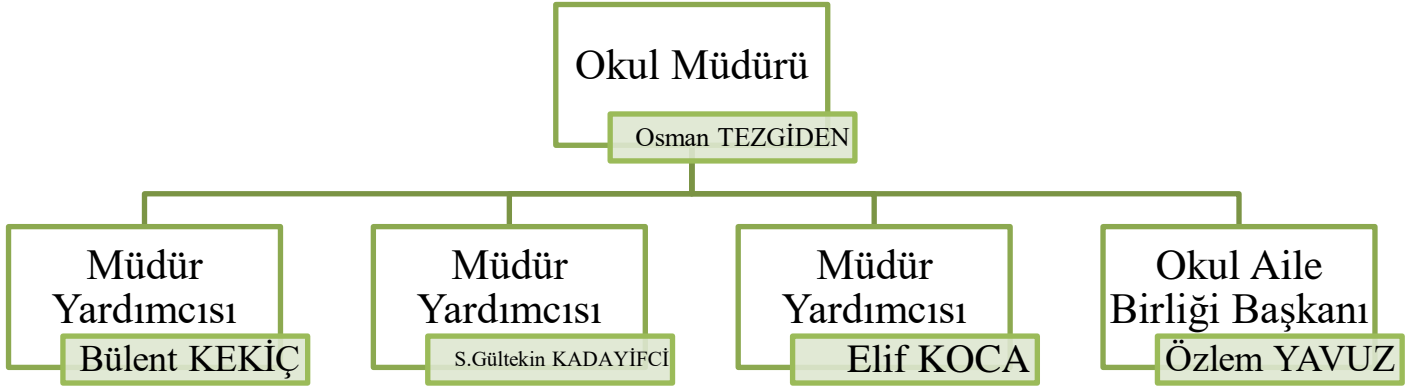 Okul Müdürü
Osman TEZGİDEN
Müdür
Yardımcısı
Bülent KEKİÇ
Müdür
Yardımcısı
S.Gültekin KADAYİFCİ
Müdür
Yardımcısı
Elif KOCA
Okul Aile
Birliği Başkanı
Özlem YAVUZ